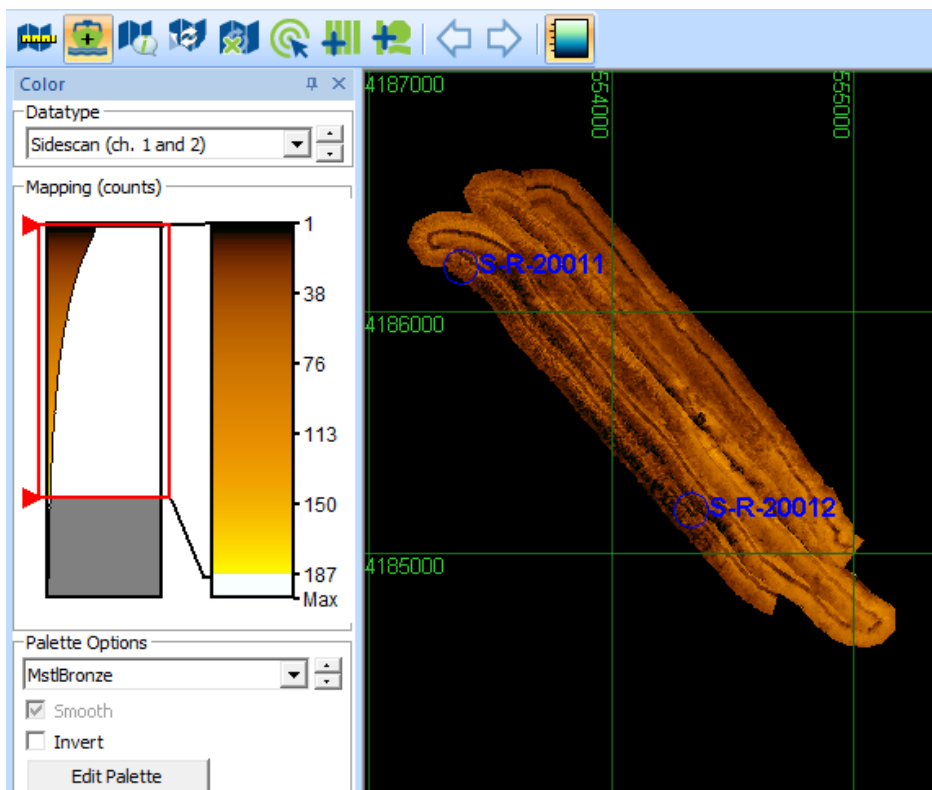 Color
Datatype
Sidescan (ch. 1 and 2)
Mapping (counts)
1
38
76
113
150
187
Max
Palette Options
MstlBronze
Smooth
Invert
Edit Palette
4187000
554000
555000
S-R-20011
4186000
S-R-20012
4185000